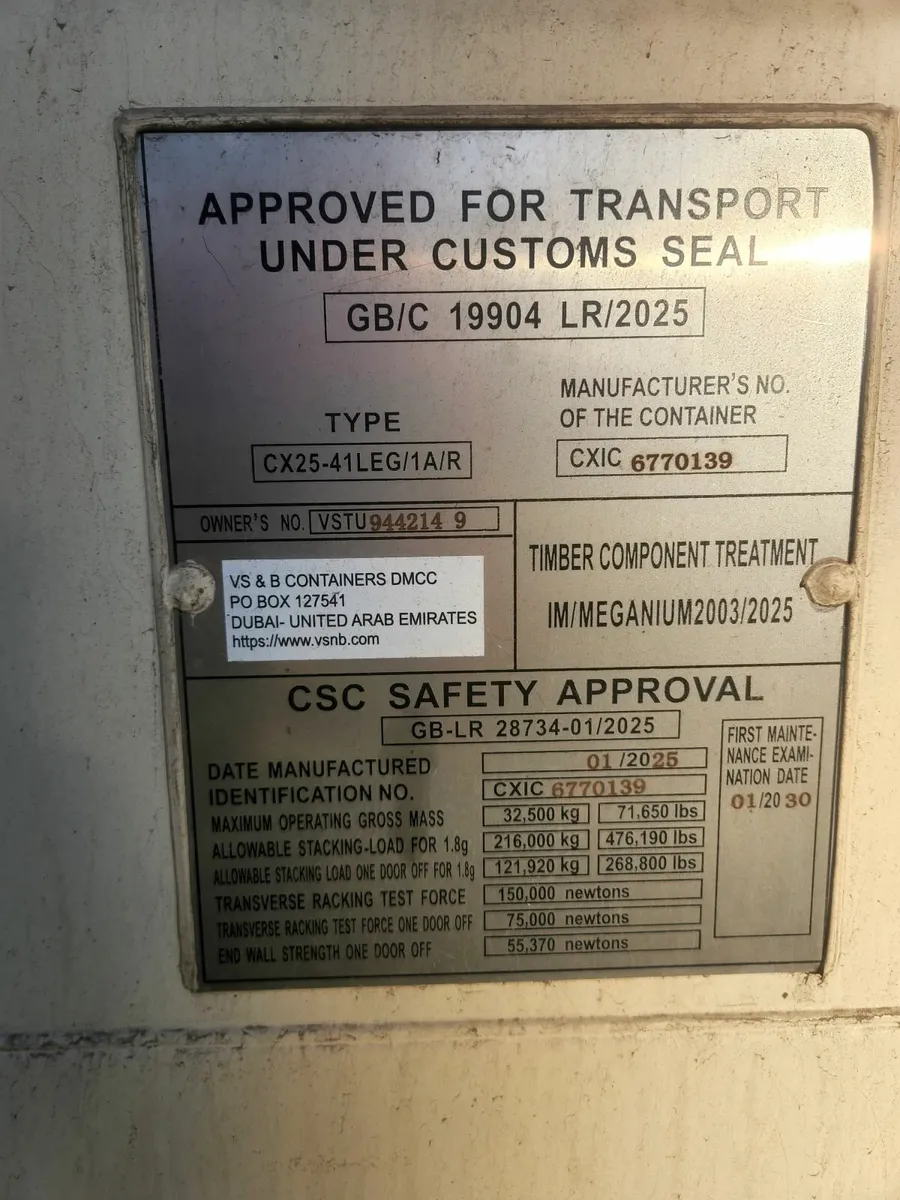 APPROVED FOR TRANSPORT
UNDER CUSTOMS SEAL
GB/C 19904 LR/2025
TYPE
CX25-41LEG/1A/R
MANUFACTURER'S NO.
OF THE CONTAINER
CXIC 6770139
OWNER'S NO. VSTU 944214 9
VS & B CONTAINERS DMCC
PO BOX 127541
DUBAI- UNITED ARAB EMIRATES
https://www.vsnb.com
TIMBER COMPONENT TREATMENT
IM/MEGANIUM2003/2025
CSC SAFETY APPROVAL
GB-LR 28734-01/2025
DATE MANUFACTURED 01/2025
IDENTIFICATION NO. CXIC 6770139
MAXIMUM OPERATING GROSS MASS 32,500 kg 71,650 lbs
ALLOWABLE STACKING-LOAD FOR 1.8g 216,000 kg 476,190 lbs
ALLOWABLE STACKING LOAD ONE DOOR OFF FOR 1.8g 121,920 kg 268,800 lbs
TRANSVERSE RACKING TEST FORCE 150,000 newtons
TRANSVERSE RACKING TEST FORCE ONE DOOR OFF 75,000 newtons
END WALL STRENGTH ONE DOOR OFF 55,370 newtons
FIRST MAINTE-
NANCE EXAMI-
NATION DATE
01/2030